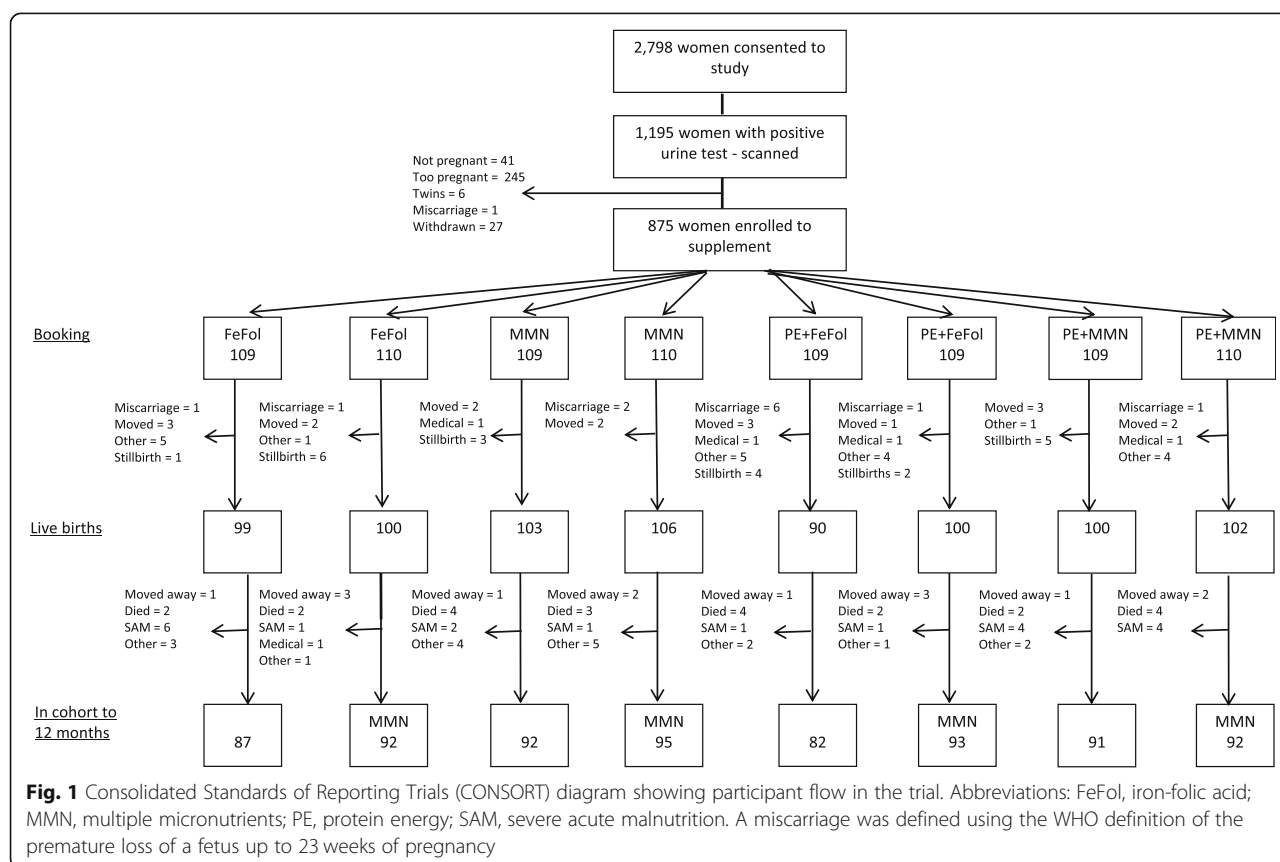 2,798 women consented to
study
1,195 women with positive
urine test - scanned
Not pregnant = 41
Too pregnant = 245
Twins = 6
Miscarriage = 1
Withdrawn = 27
875 women enrolled to
supplement
Booking
FeFol
109
FeFol
110
MMN
109
MMN
110
PE+FeFol
109
PE+FeFol
109
PE+MMN
109
PE+MMN
110
Miscarriage = 1
Moved = 3
Other = 5
Stillbirth = 1
Miscarriage = 1
Moved = 2
Other = 1
Stillbirth = 6
Moved = 2
Medical = 1
Stillbirth = 3
Miscarriage = 2
Moved = 2
Miscarriage = 6
Moved = 3
Medical = 1
Other = 5
Stillbirth = 4
Miscarriage = 1
Moved = 1
Medical = 1
Other = 4
Stillbirths = 2
Moved = 3
Other = 1
Stillbirth = 5
Miscarriage = 1
Moved = 2
Medical = 1
Other = 4
Live births
99
100
103
106
90
100
100
102
Moved away = 1
Died = 2
SAM = 6
Other = 3
Moved away = 3
Died = 2
SAM = 1
Medical = 1
Other = 1
Moved away = 1
Died = 4
SAM = 2
Other = 4
Moved away = 2
Died = 3
SAM = 1
Other = 5
Moved away = 1
Died = 4
SAM = 1
Other = 2
Moved away = 3
Died = 2
SAM = 1
Other = 1
Moved away = 1
Died = 2
SAM = 4
Other = 2
Moved away = 2
Died = 4
SAM = 4
In cohort to
12 months
87
MMN
92
92
MMN
95
82
MMN
93
91
MMN
92
Fig. 1 Consolidated Standards of Reporting Trials (CONSORT) diagram showing participant flow in the trial. Abbreviations: FeFol, iron-folic acid;
MMN, multiple micronutrients; PE, protein energy; SAM, severe acute malnutrition. A miscarriage was defined using the WHO definition of the
premature loss of a fetus up to 23 weeks of pregnancy